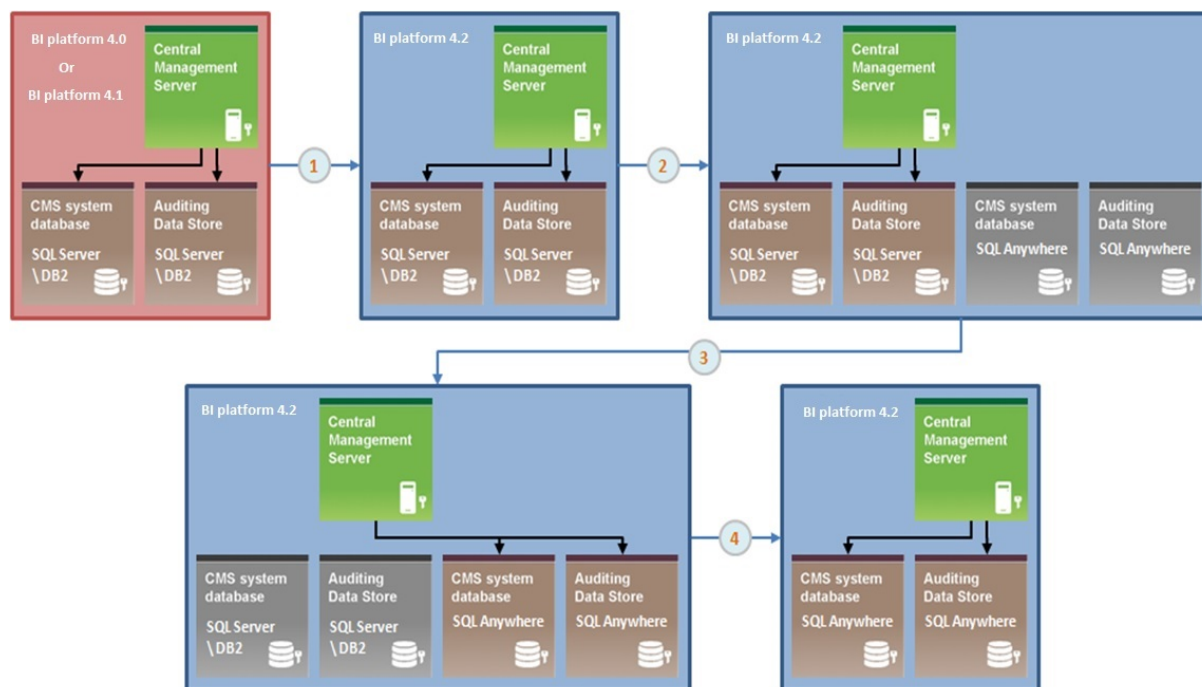 BI platform 4.0
Or
BI platform 4.1
Central
Management
Server
CMS system
database
SQL Server
\DB2
Auditing
Data Store
SQL Server
\DB2
1
BI platform 4.2
Central
Management
Server
CMS system
database
SQL Server
\DB2
Auditing
Data Store
SQL Server
\DB2
2
BI platform 4.2
Central
Management
Server
CMS system
database
SQL Server
\DB2
Auditing
Data Store
SQL Server
\DB2
CMS system
database
SQL Anywhere
Auditing
Data Store
SQL Anywhere
3
BI platform 4.2
Central
Management
Server
CMS system
database
SQL Server
\DB2
Auditing
Data Store
SQL Server
\DB2
CMS system
database
SQL Anywhere
Auditing
Data Store
SQL Anywhere
4
BI platform 4.2
Central
Management
Server
CMS system
database
SQL Anywhere
Auditing
Data Store
SQL Anywhere